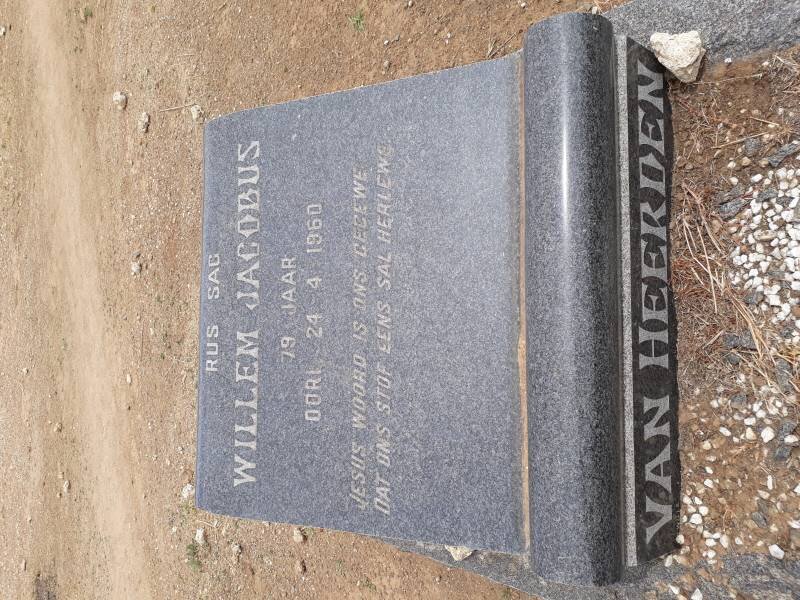 RUS SAG
WILLEM JACOBUS
79 JAAR
OORL. 24 4 1960
JESUS WOORD IS ONS GEGEWE
DAT ONS STOF EENS SAL HERLEWE.
VAN HEERDEN